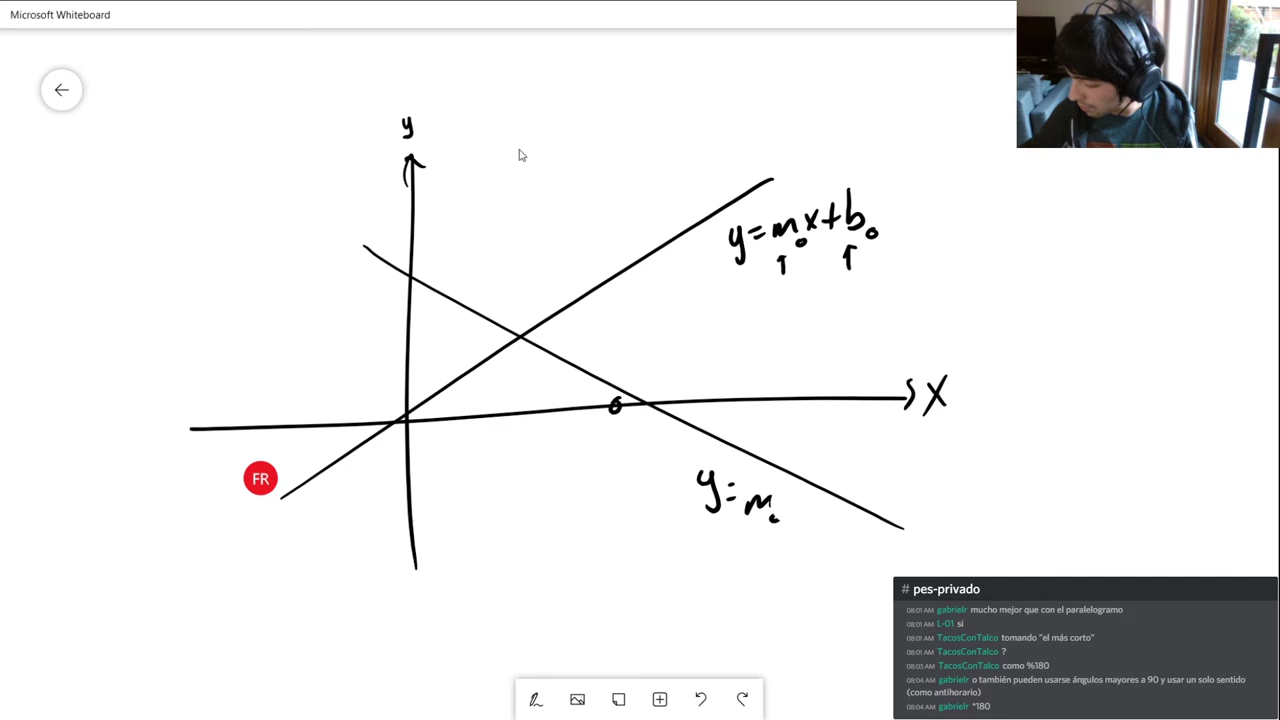 Microsoft Whiteboard
y
y=m₀x+b₀
X
FR
y=m₀
# pes-privado
08:01 AM gabrielr mucho mejor que con el paralelogramo
08:01 AM L-01 si
08:01 AM TacosConTalco tomando "el más corto"
08:01 AM TacosConTalco ?
08:03 AM TacosConTalco como %180
08:04 AM gabrielr o también pueden usarse ángulos mayores a 90 y usar un solo sentido
(como antihorario)
08:04 AM gabrielr *180